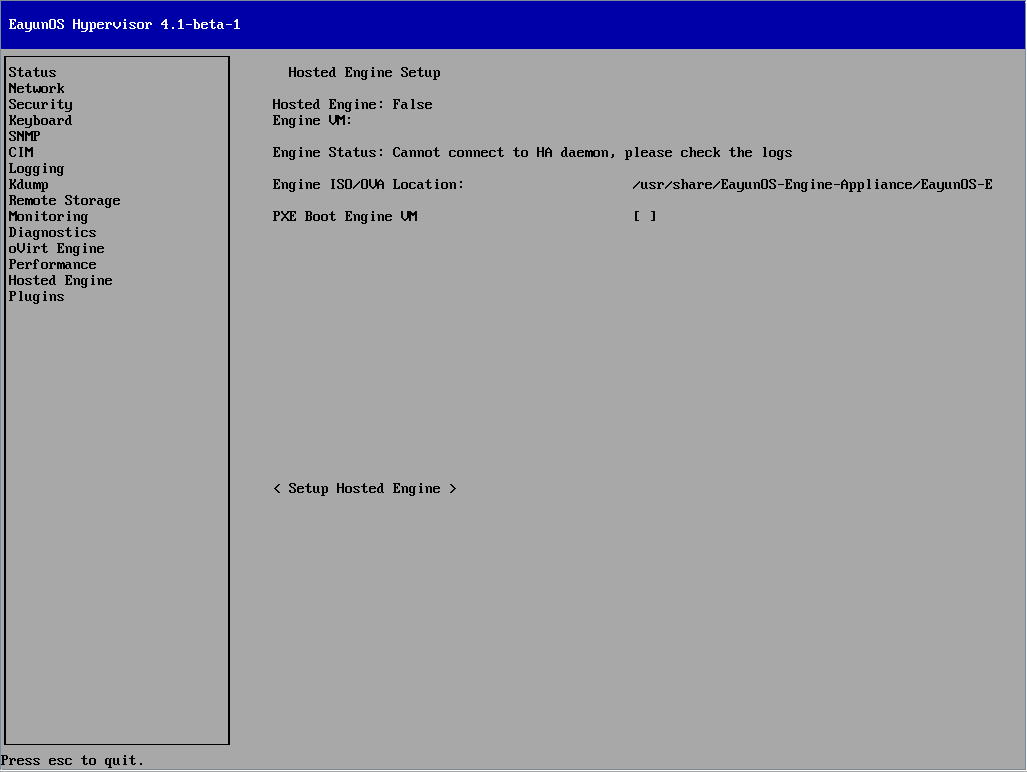 EayunOS Hypervisor 4.1-beta-1
Status
Network
Security
Keyboard
SNMP
CIM
Logging
Kdump
Remote Storage
Monitoring
Diagnostics
oVirt Engine
Performance
Hosted Engine
Plugins
Hosted Engine Setup
Hosted Engine: False
Engine VM:
Engine Status: Cannot connect to HA daemon, please check the logs
Engine ISO/OVA Location: /usr/share/EayunOS-Engine-Appliance/EayunOS-E
PXE Boot Engine VM [ ]
< Setup Hosted Engine >
Press esc to quit.